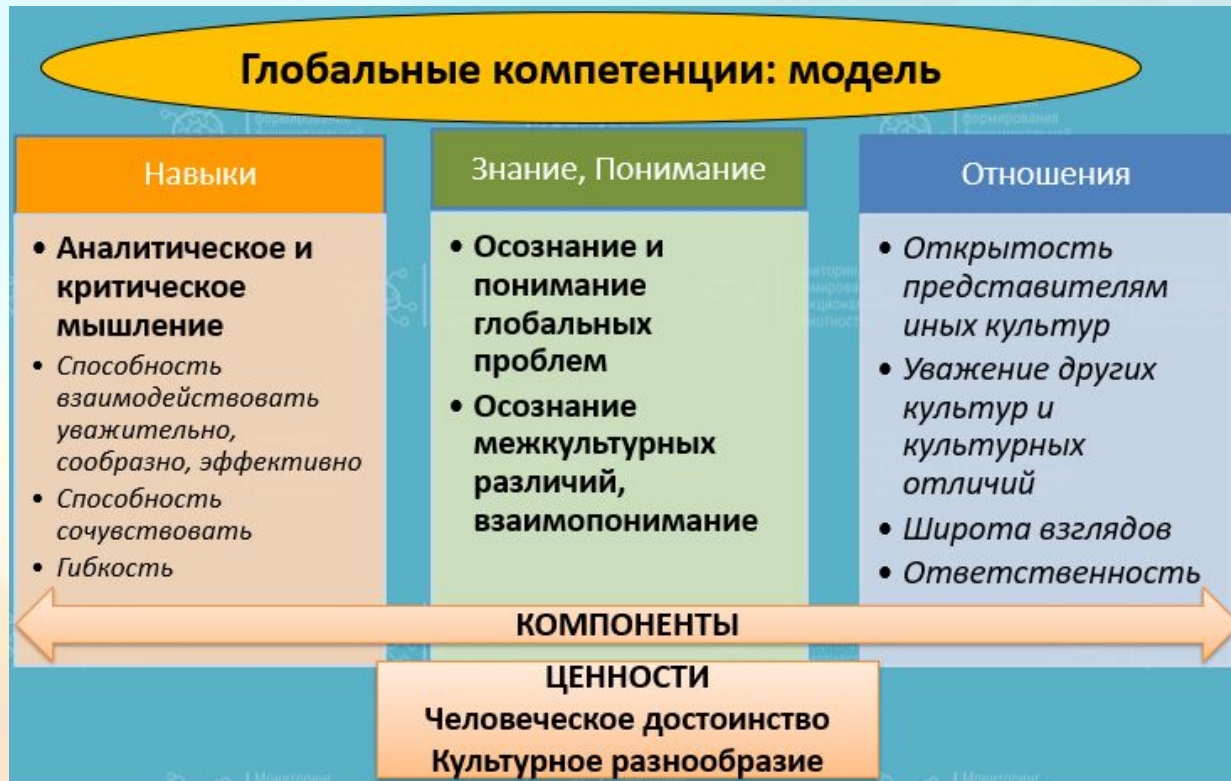 Глобальные компетенции: модель
Навыки
• Аналитическое и
критическое
мышление
• Способность
взаимодействовать
уважительно,
сообразно, эффективно
• Способность
сочувствовать
• Гибкость
Знание, Понимание
• Осознание и
понимание
глобальных
проблем
• Осознание
межкультурных
различий,
взаимопонимание
Отношения
• Открытость
представителям
иных культур
• Уважение других
культур и
культурных
отличий
• Широта взглядов
• Ответственность
КОМПОНЕНТЫ
ЦЕННОСТИ
Человеческое достоинство
Культурное разнообразие